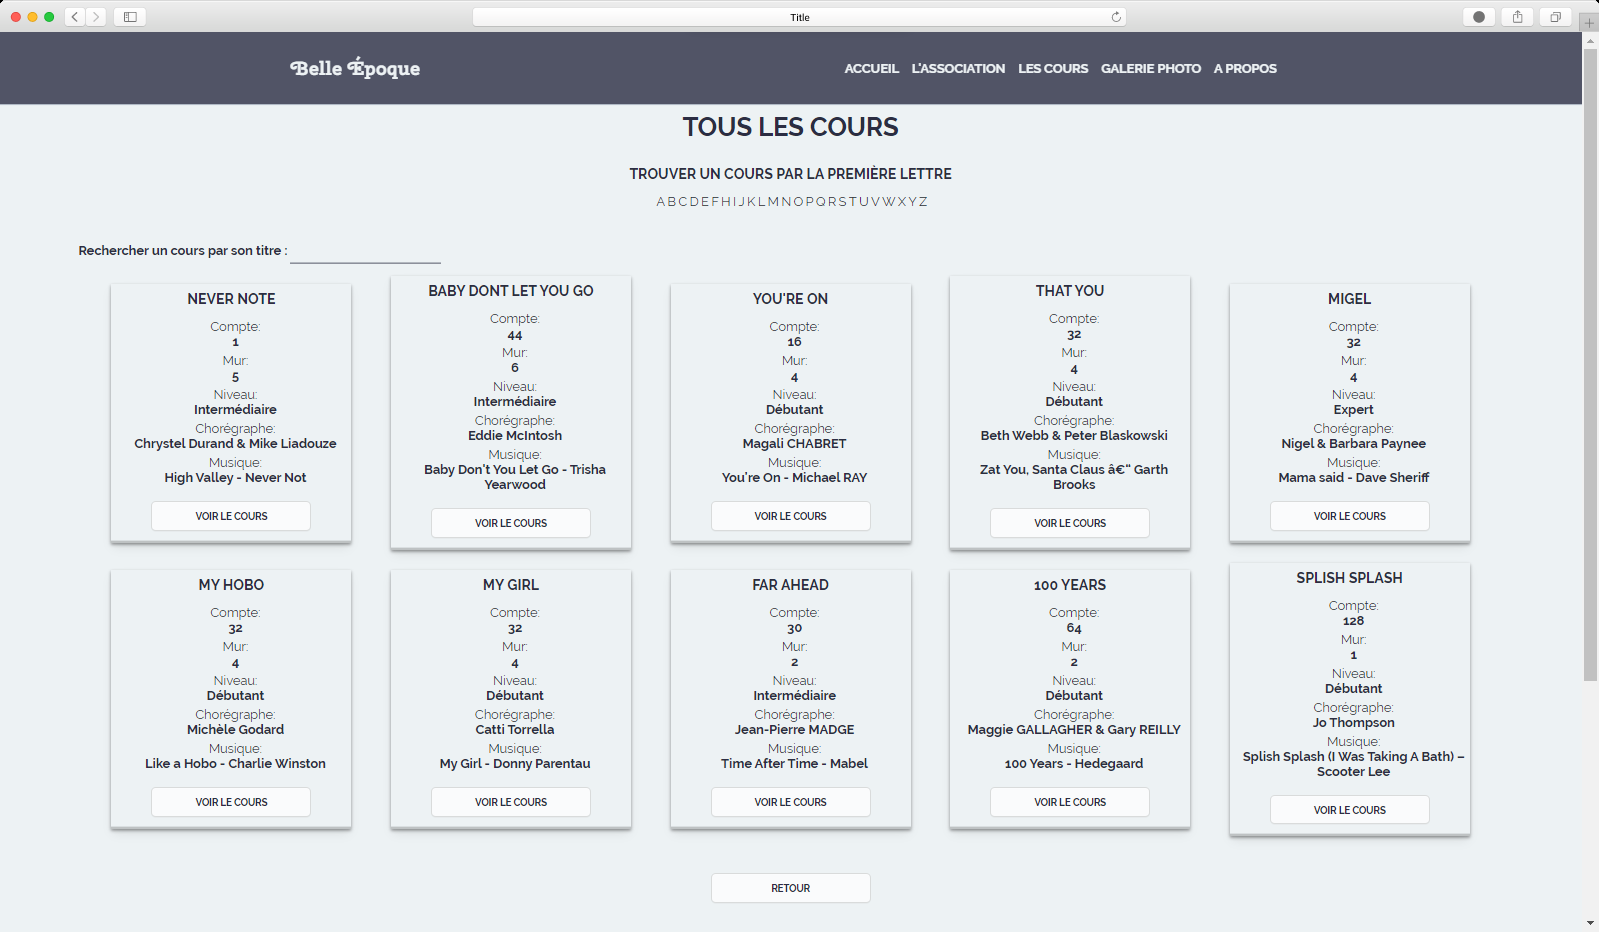 Title
Belle Époque
ACCUEIL L'ASSOCIATION LES COURS GALERIE PHOTO A PROPOS
TOUS LES COURS
TROUVER UN COURS PAR LA PREMIÈRE LETTRE
A B C D E F H I J K L M N O P Q R S T U V W X Y Z
Rechercher un cours par son titre :
NEVER NOTE
Compte:
1
Mur:
5
Niveau:
Intermédiaire
Chorégraphe:
Chrystel Durand & Mike Liadouze
Musique:
High Valley - Never Not
VOIR LE COURS
BABY DONT LET YOU GO
Compte:
44
Mur:
6
Niveau:
Intermédiaire
Chorégraphe:
Eddie McIntosh
Musique:
Baby Don't You Let Go - Trisha
Yearwood
VOIR LE COURS
YOU'RE ON
Compte:
16
Mur:
4
Niveau:
Débutant
Chorégraphe:
Magali CHABRET
Musique:
You're On - Michael RAY
VOIR LE COURS
THAT YOU
Compte:
32
Mur:
4
Niveau:
Débutant
Chorégraphe:
Beth Webb & Peter Blaskowski
Musique:
Zat You, Santa Claus â€“ Garth
Brooks
VOIR LE COURS
MIGEL
Compte:
32
Mur:
4
Niveau:
Expert
Chorégraphe:
Nigel & Barbara Paynee
Musique:
Mama said - Dave Sheriff
VOIR LE COURS
MY HOBO
Compte:
32
Mur:
4
Niveau:
Débutant
Chorégraphe:
Michèle Godard
Musique:
Like a Hobo - Charlie Winston
VOIR LE COURS
MY GIRL
Compte:
32
Mur:
4
Niveau:
Débutant
Chorégraphe:
Catti Torrella
Musique:
My Girl - Donny Parentau
VOIR LE COURS
FAR AHEAD
Compte:
30
Mur:
2
Niveau:
Intermédiaire
Chorégraphe:
Jean-Pierre MADGE
Musique:
Time After Time - Mabel
VOIR LE COURS
100 YEARS
Compte:
64
Mur:
2
Niveau:
Débutant
Chorégraphe:
Maggie GALLAGHER & Gary REILLY
Musique:
100 Years - Hedegaard
VOIR LE COURS
SPLISH SPLASH
Compte:
128
Mur:
1
Niveau:
Débutant
Chorégraphe:
Jo Thompson
Musique:
Splish Splash (I Was Taking A Bath) –
Scooter Lee
VOIR LE COURS
RETOUR